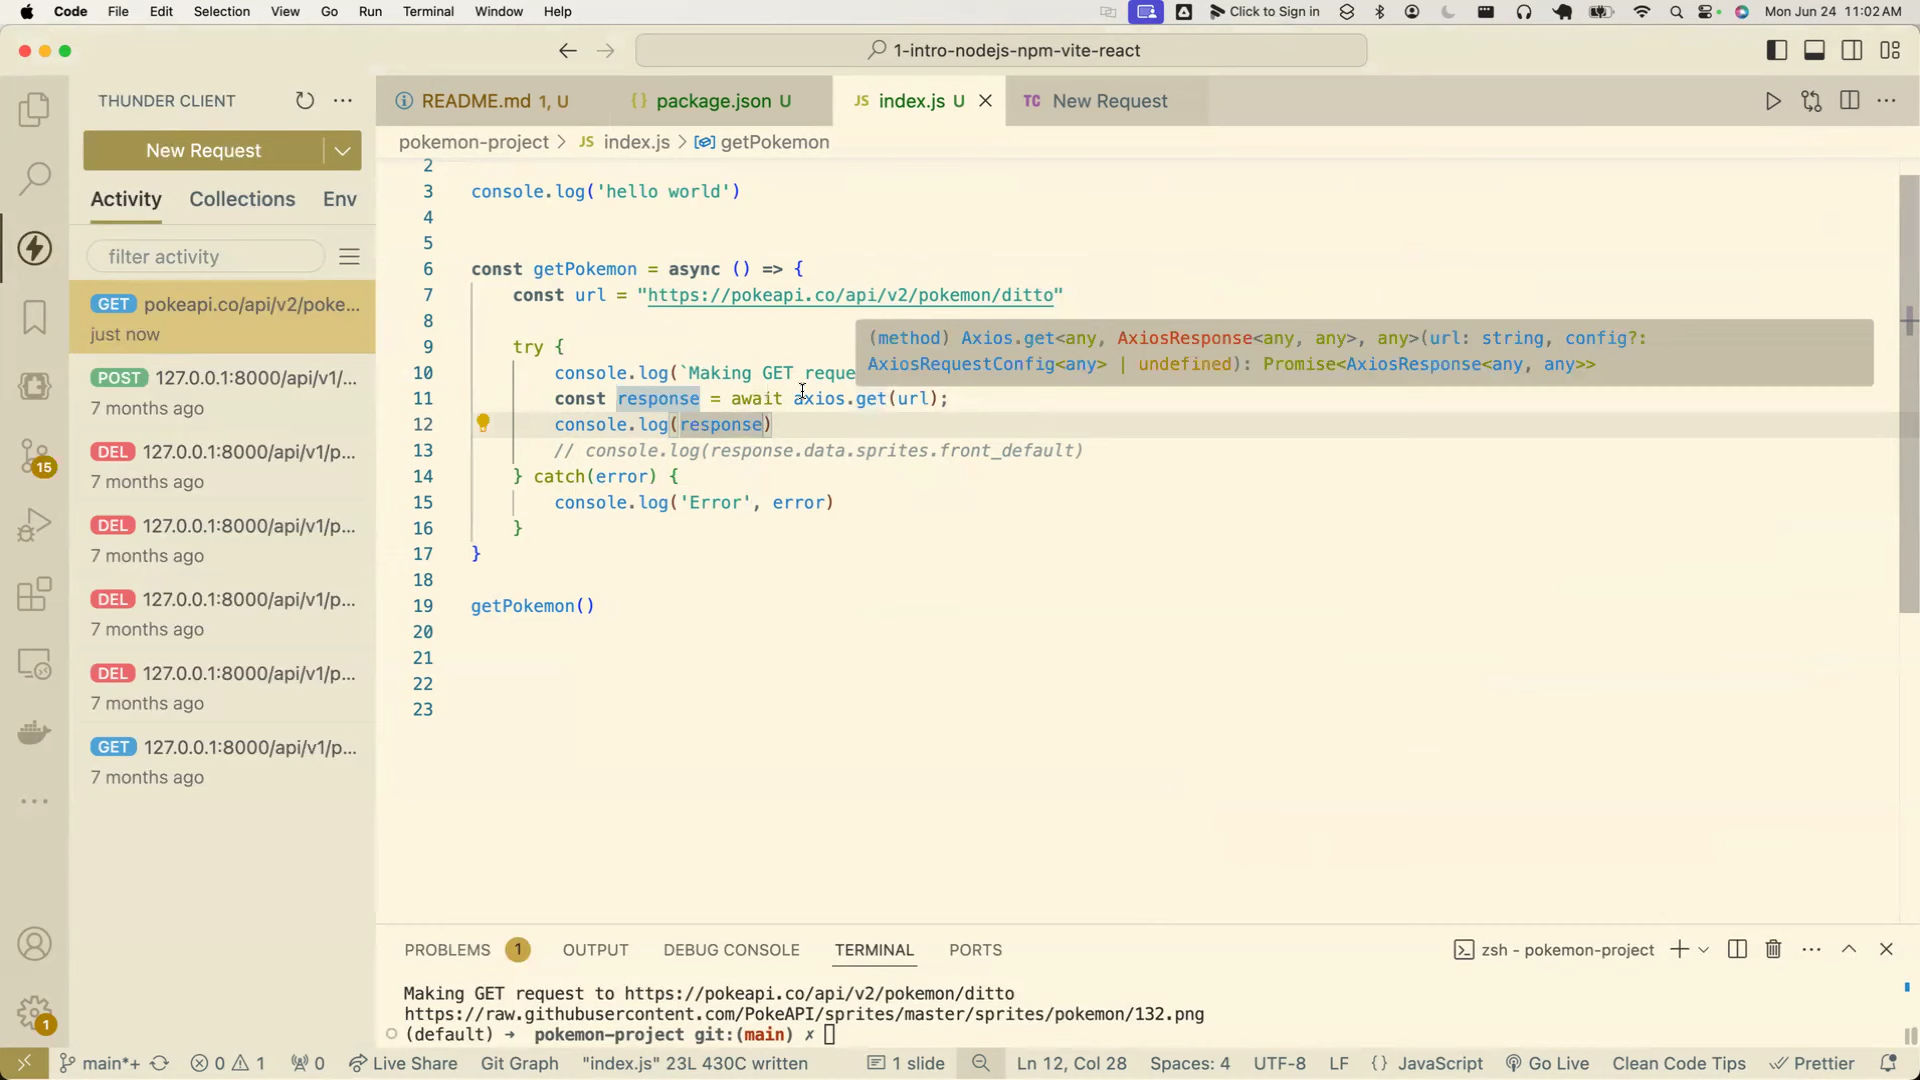 Code File Edit Selection View Go Run Terminal Window Help Click to Sign in Mon Jun 24 11:02 AM
1-intro-nodejs-npm-vite-react
THUNDER CLIENT
New Request
Activity Collections Env
filter activity
GET pokeapi.co/api/v2/poke...
just now
POST 127.0.0.1:8000/api/v1/...
7 months ago
DEL 127.0.0.1:8000/api/v1/p...
7 months ago
DEL 127.0.0.1:8000/api/v1/p...
7 months ago
DEL 127.0.0.1:8000/api/v1/p...
7 months ago
DEL 127.0.0.1:8000/api/v1/p...
7 months ago
GET 127.0.0.1:8000/api/v1/p...
7 months ago
15
1
README.md 1, U package.json U JS index.js U TC New Request
pokemon-project > JS index.js > getPokemon
2
3 console.log('hello world')
4
5
6 const getPokemon = async () => {
7 const url = "https://pokeapi.co/api/v2/pokemon/ditto"
8
9 try {
10 console.log(`Making GET reque
11 const response = await axios.get(url);
12 console.log(response)
13 // console.log(response.data.sprites.front_default)
14 } catch(error) {
15 console.log('Error', error)
16 }
17 }
18
19 getPokemon()
20
21
22
23
(method) Axios.get<any, AxiosResponse<any, any>, any>(url: string, config?:
AxiosRequestConfig<any> | undefined): Promise<AxiosResponse<any, any>>
PROBLEMS 1 OUTPUT DEBUG CONSOLE TERMINAL PORTS zsh - pokemon-project
Making GET request to https://pokeapi.co/api/v2/pokemon/ditto
https://raw.githubusercontent.com/PokeAPI/sprites/master/sprites/pokemon/132.png
(default) ➜ pokemon-project git:(main) ✗
main*+ 0 1 0 Live Share Git Graph "index.js" 23L 430C written 1 slide Ln 12, Col 28 Spaces: 4 UTF-8 LF {} JavaScript Go Live Clean Code Tips Prettier